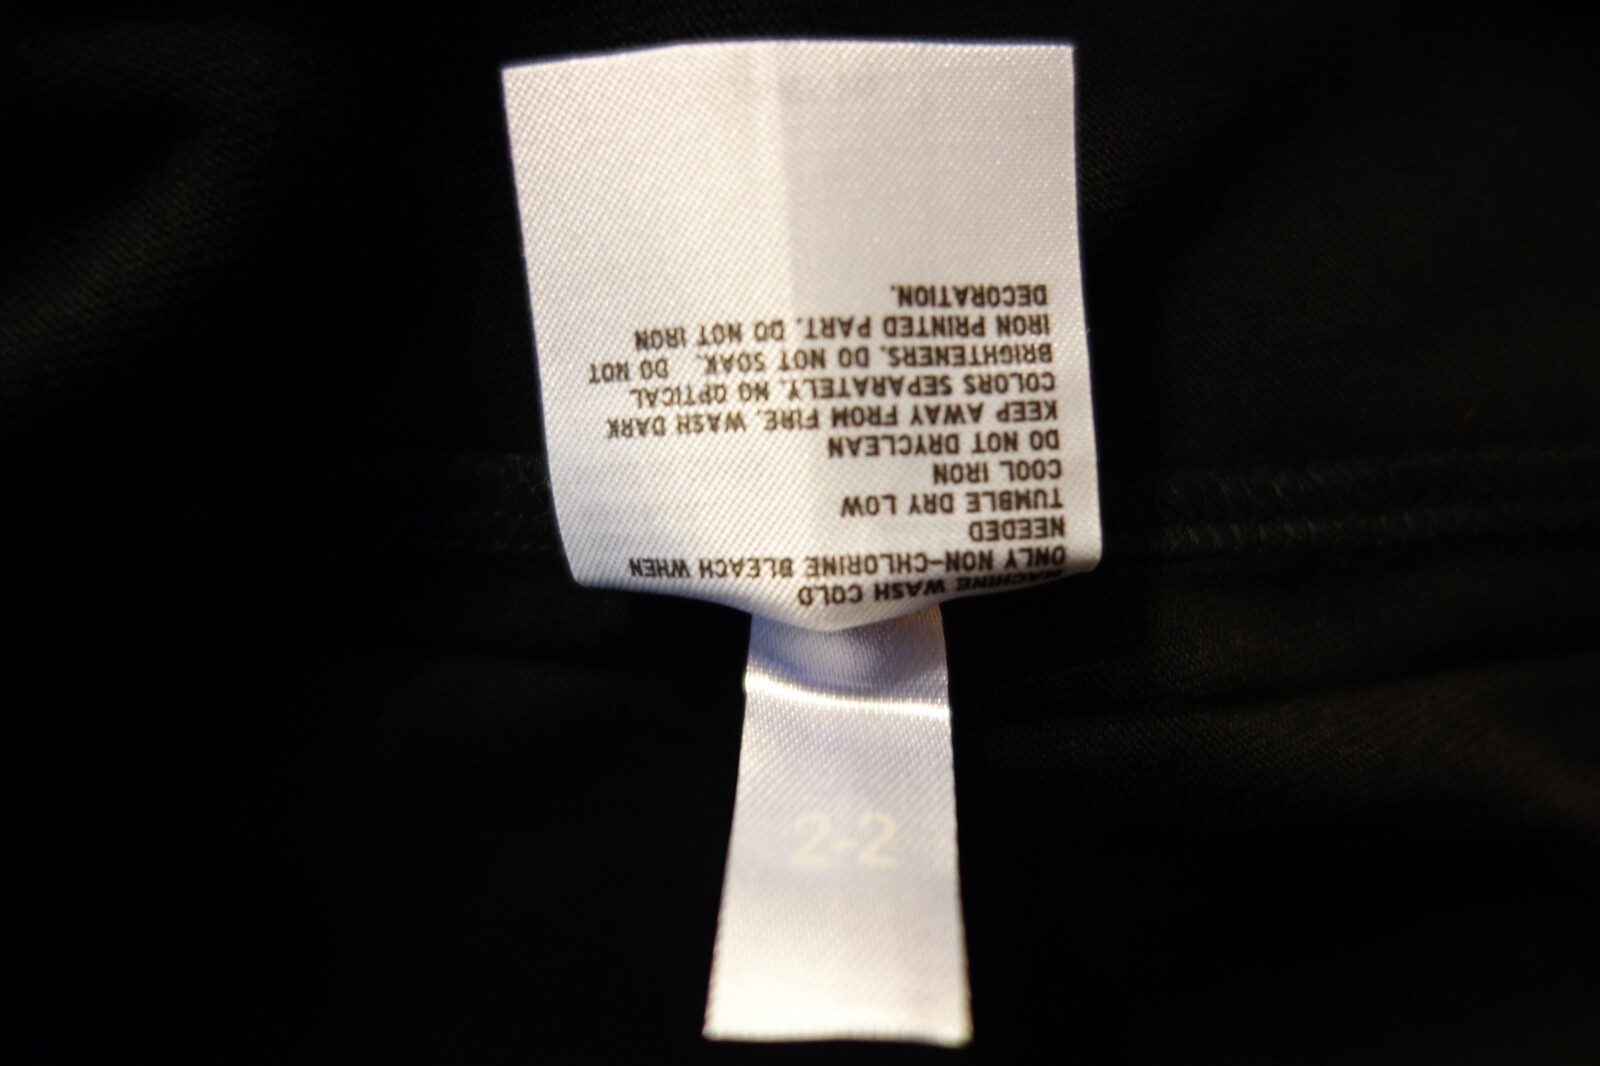 MACHINE WASH COLD
ONLY NON-CHLORINE BLEACH WHEN
NEEDED
TUMBLE DRY LOW
COOL IRON
DO NOT DRYCLEAN
KEEP AWAY FROM FIRE. WASH DARK
COLORS SEPARATELY. NO OPTICAL
BRIGHTENERS. DO NOT SOAK. DO NOT
IRON PRINTED PART. DO NOT IRON
DECORATION.
2-2